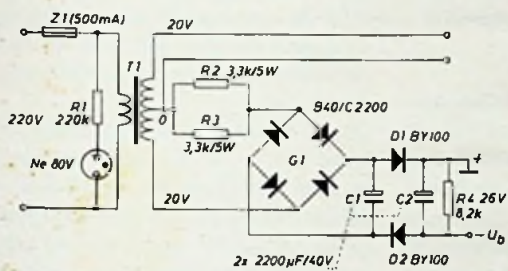 Z1(500mA)
20V
T1
R2 3,3k/5W
R1
220k
220V
0
R3
3,3k/5W
B40/C2200
D1 BY100
G1
+
Ne 80V
C1
C2
R4
8,2k
26V
20V
-Ub
D2 BY100
2x 2200µF/40V